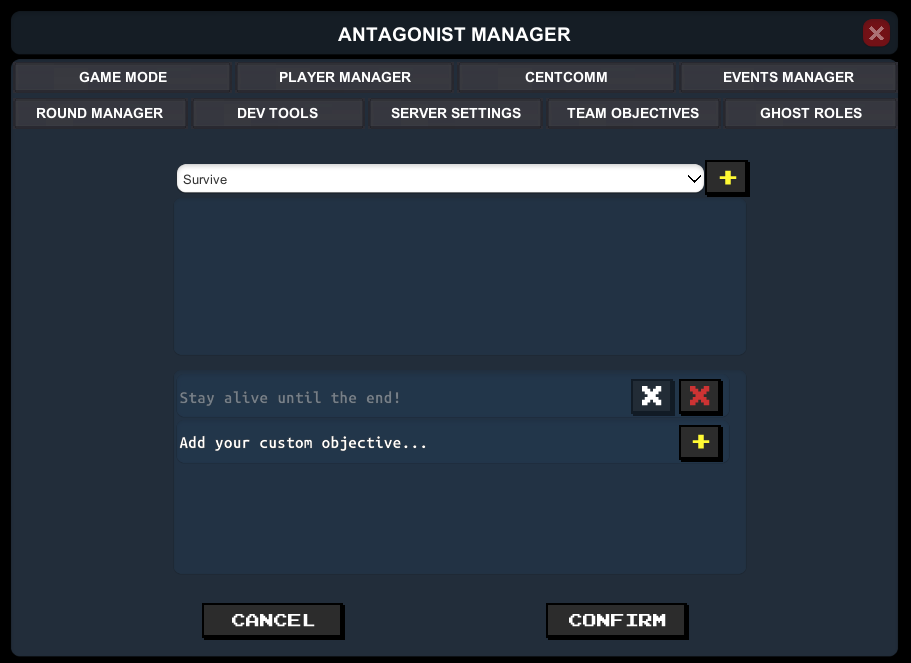 ANTAGONIST MANAGER
GAME MODE PLAYER MANAGER CENTCOMM EVENTS MANAGER
ROUND MANAGER DEV TOOLS SERVER SETTINGS TEAM OBJECTIVES GHOST ROLES
Survive
Stay alive until the end!
Add your custom objective...
CANCEL CONFIRM